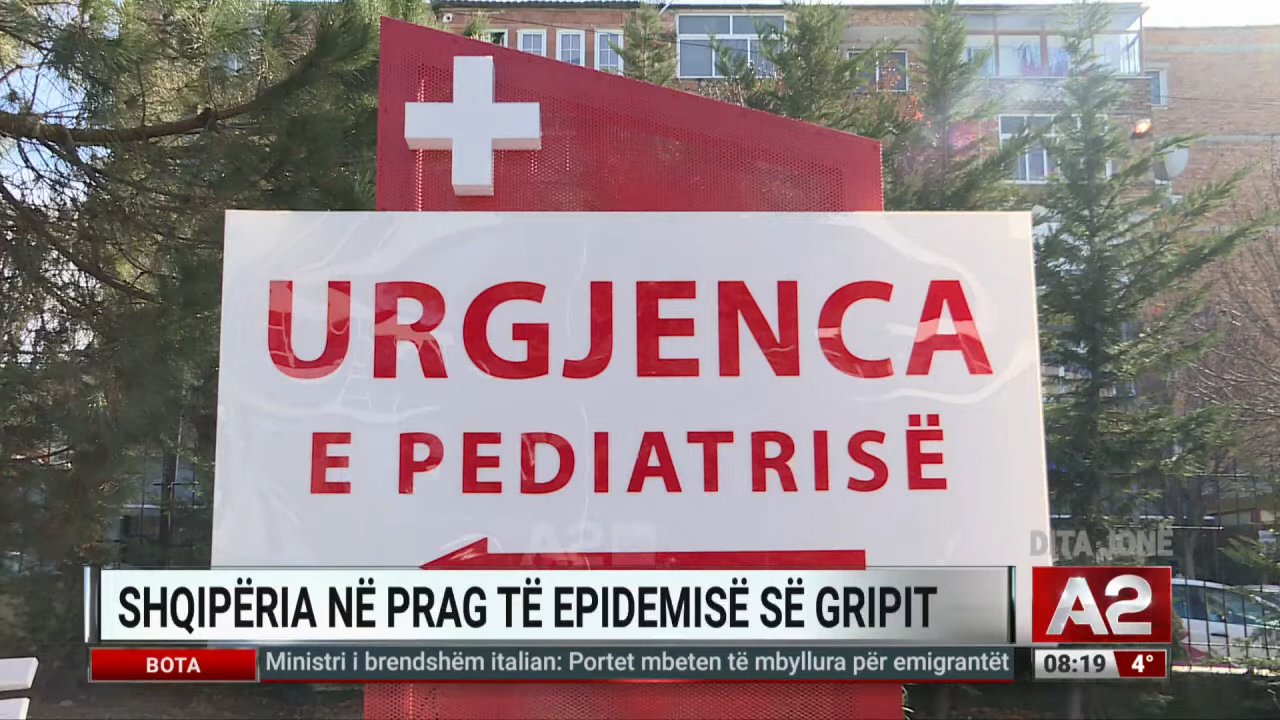 URGJENCA
E PEDIATRISË
A2
DITA JONË
SHQIPËRIA NË PRAG TË EPIDEMISË SË GRIPIT
A2
BOTA
Ministri i brendshëm italian: Portet mbeten të mbyllura për emigrantët
08:19 4°